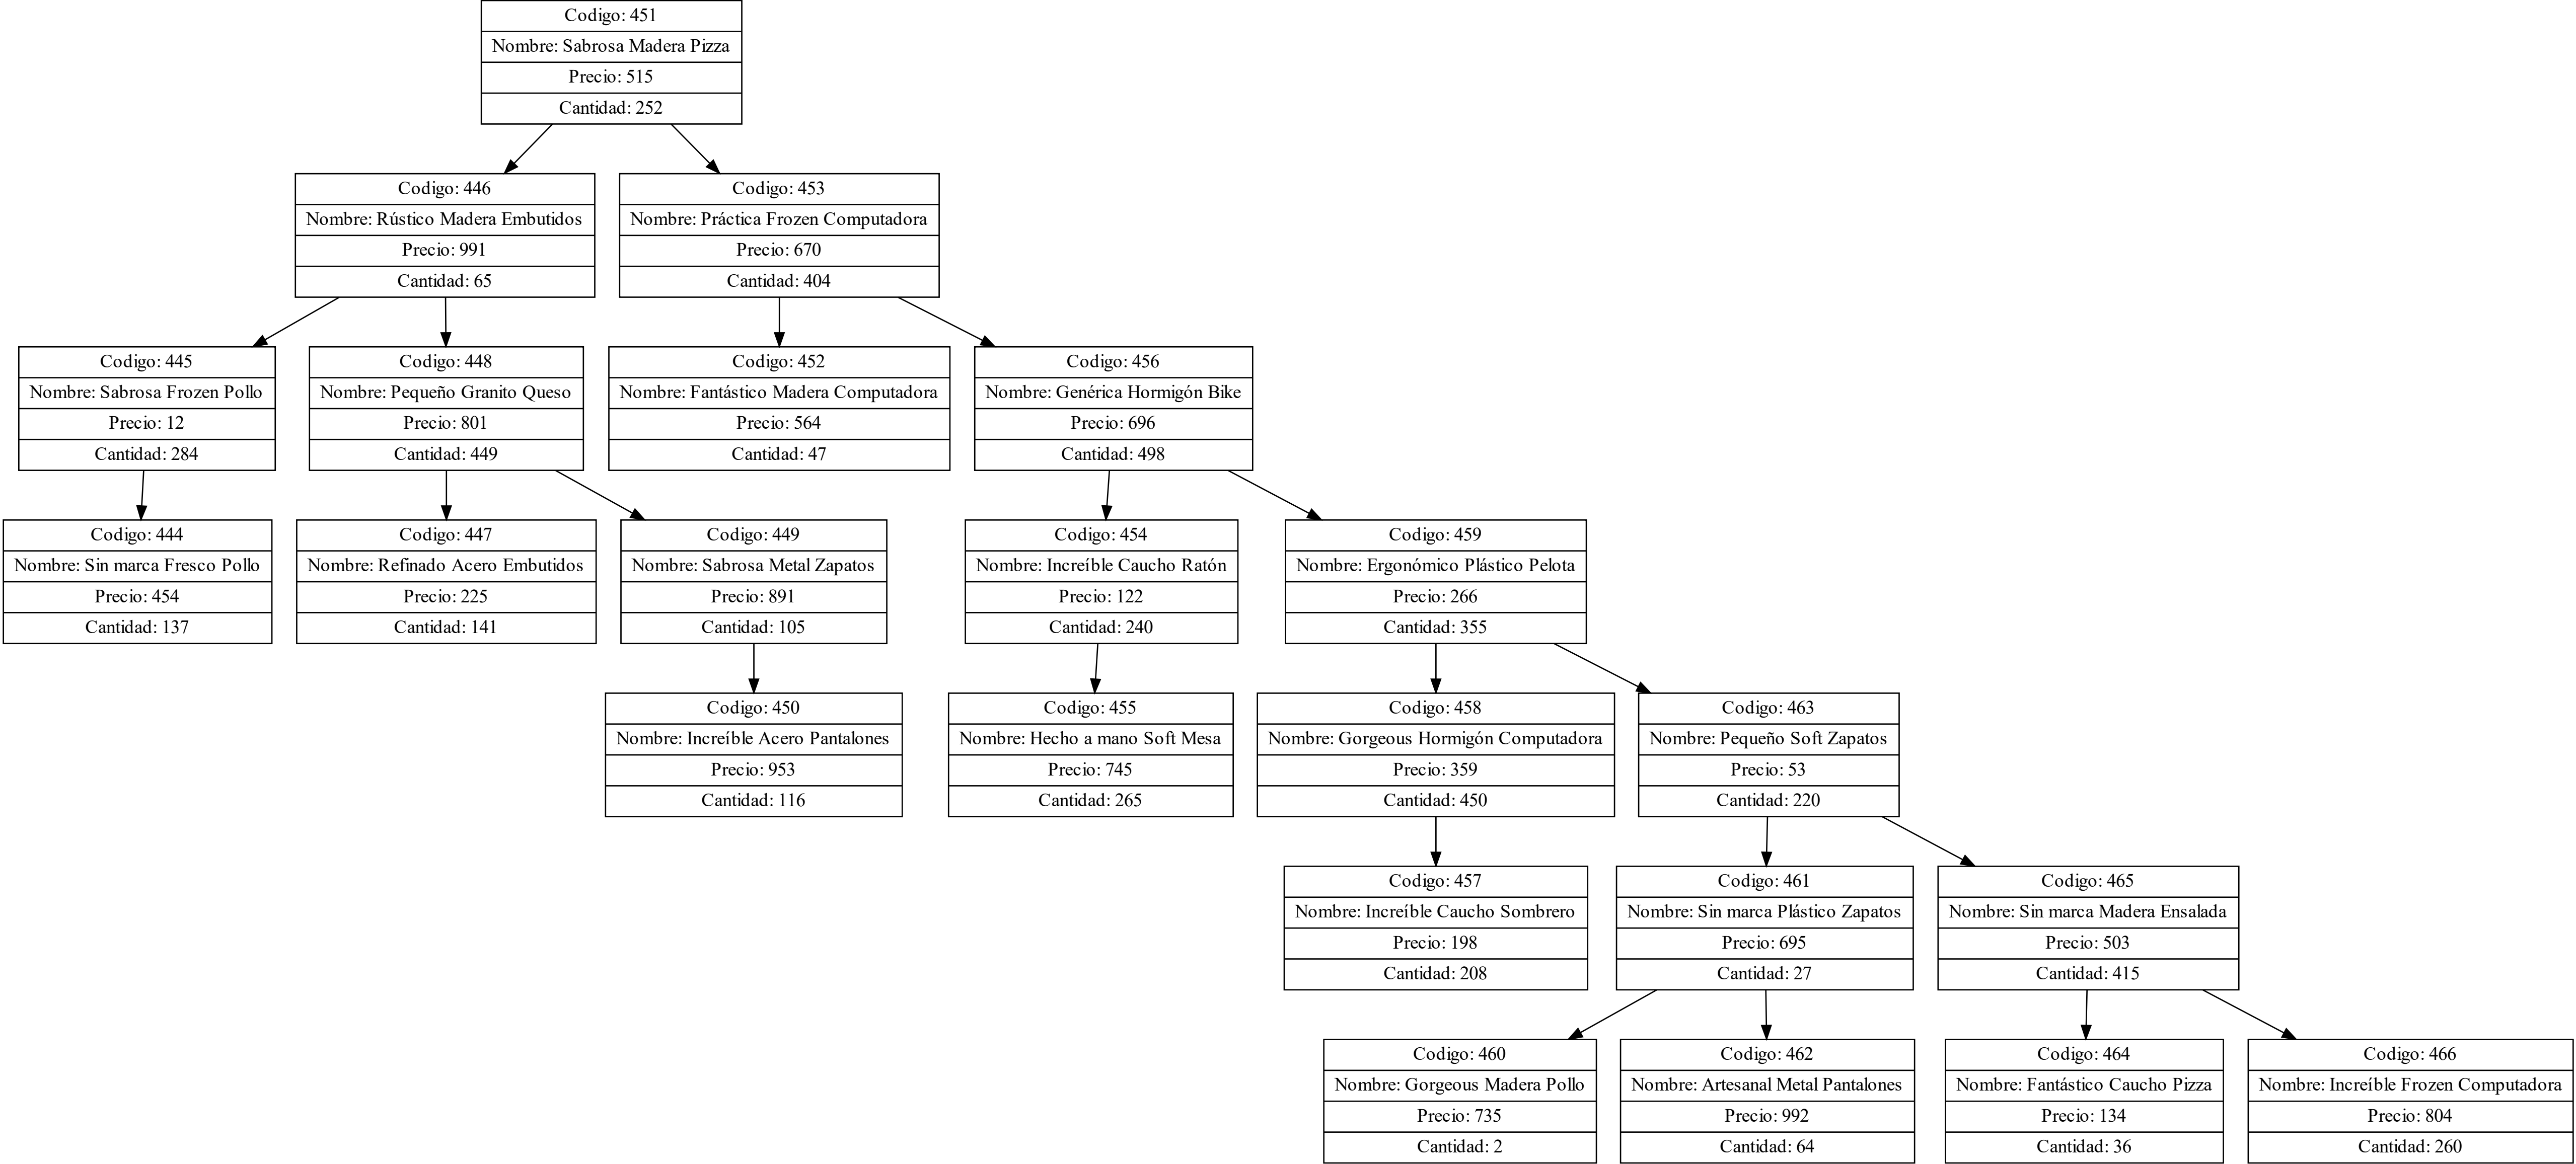 Codigo: 451
Nombre: Sabrosa Madera Pizza
Precio: 515
Cantidad: 252
Codigo: 446
Nombre: Rústico Madera Embutidos
Precio: 991
Cantidad: 65
Codigo: 453
Nombre: Práctica Frozen Computadora
Precio: 670
Cantidad: 404
Codigo: 445
Nombre: Sabrosa Frozen Pollo
Precio: 12
Cantidad: 284
Codigo: 448
Nombre: Pequeño Granito Queso
Precio: 801
Cantidad: 449
Codigo: 452
Nombre: Fantástico Madera Computadora
Precio: 564
Cantidad: 47
Codigo: 456
Nombre: Genérica Hormigón Bike
Precio: 696
Cantidad: 498
Codigo: 444
Nombre: Sin marca Fresco Pollo
Precio: 454
Cantidad: 137
Codigo: 447
Nombre: Refinado Acero Embutidos
Precio: 225
Cantidad: 141
Codigo: 449
Nombre: Sabrosa Metal Zapatos
Precio: 891
Cantidad: 105
Codigo: 454
Nombre: Increíble Caucho Ratón
Precio: 122
Cantidad: 240
Codigo: 459
Nombre: Ergonómico Plástico Pelota
Precio: 266
Cantidad: 355
Codigo: 450
Nombre: Increíble Acero Pantalones
Precio: 953
Cantidad: 116
Codigo: 455
Nombre: Hecho a mano Soft Mesa
Precio: 745
Cantidad: 265
Codigo: 458
Nombre: Gorgeous Hormigón Computadora
Precio: 359
Cantidad: 450
Codigo: 463
Nombre: Pequeño Soft Zapatos
Precio: 53
Cantidad: 220
Codigo: 457
Nombre: Increíble Caucho Sombrero
Precio: 198
Cantidad: 208
Codigo: 461
Nombre: Sin marca Plástico Zapatos
Precio: 695
Cantidad: 27
Codigo: 465
Nombre: Sin marca Madera Ensalada
Precio: 503
Cantidad: 415
Codigo: 460
Nombre: Gorgeous Madera Pollo
Precio: 735
Cantidad: 2
Codigo: 462
Nombre: Artesanal Metal Pantalones
Precio: 992
Cantidad: 64
Codigo: 464
Nombre: Fantástico Caucho Pizza
Precio: 134
Cantidad: 36
Codigo: 466
Nombre: Increíble Frozen Computadora
Precio: 804
Cantidad: 260